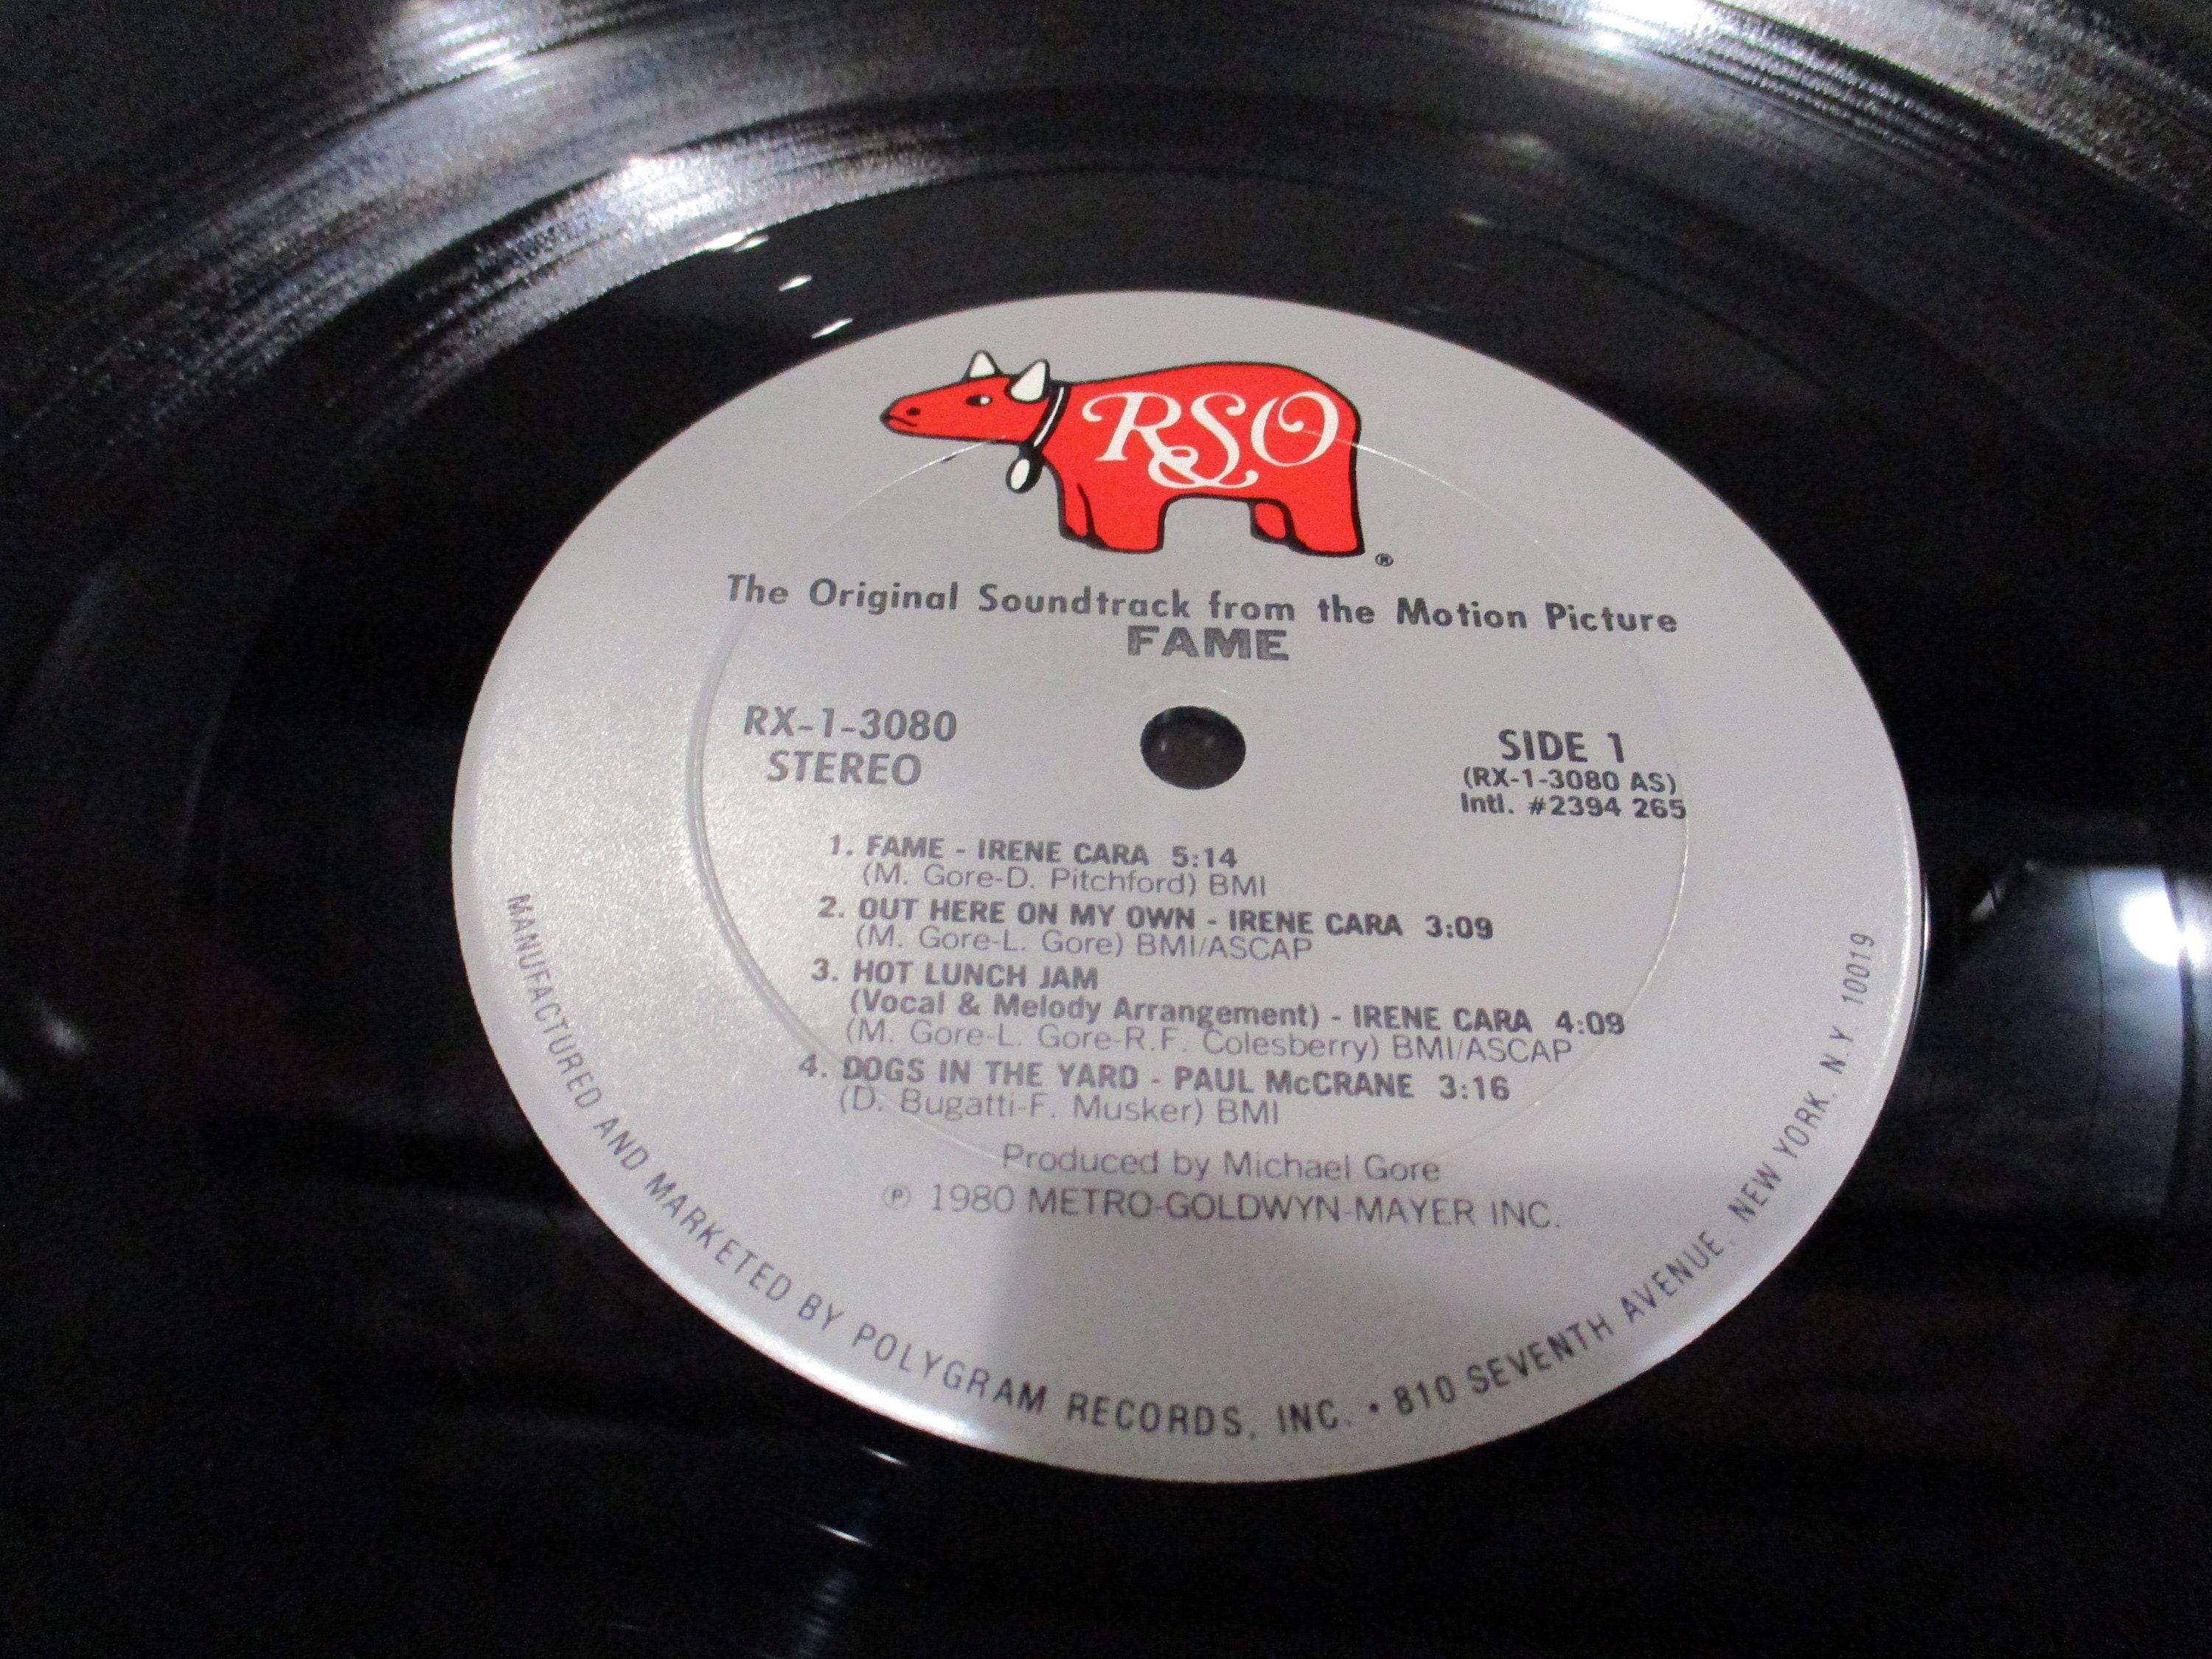 RSO
®
The Original Soundtrack from the Motion Picture
FAME
RX-1-3080
STEREO
SIDE 1
(RX-1-3080 AS)
Intl. #2394 265
1. FAME - IRENE CARA 5:14
(M. Gore-D. Pitchford) BMI
2. OUT HERE ON MY OWN - IRENE CARA 3:09
(M. Gore-L. Gore) BMI/ASCAP
3. HOT LUNCH JAM
(Vocal & Melody Arrangement) - IRENE CARA 4:09
(M. Gore-L. Gore-R.F. Colesberry) BMI/ASCAP
4. DOGS IN THE YARD - PAUL McCRANE 3:16
(D. Bugatti-F. Musker) BMI
Produced by Michael Gore
℗ 1980 METRO-GOLDWYN-MAYER INC.
MANUFACTURED AND MARKETED BY POLYGRAM RECORDS, INC. • 810 SEVENTH AVENUE, NEW YORK, N.Y. 10019